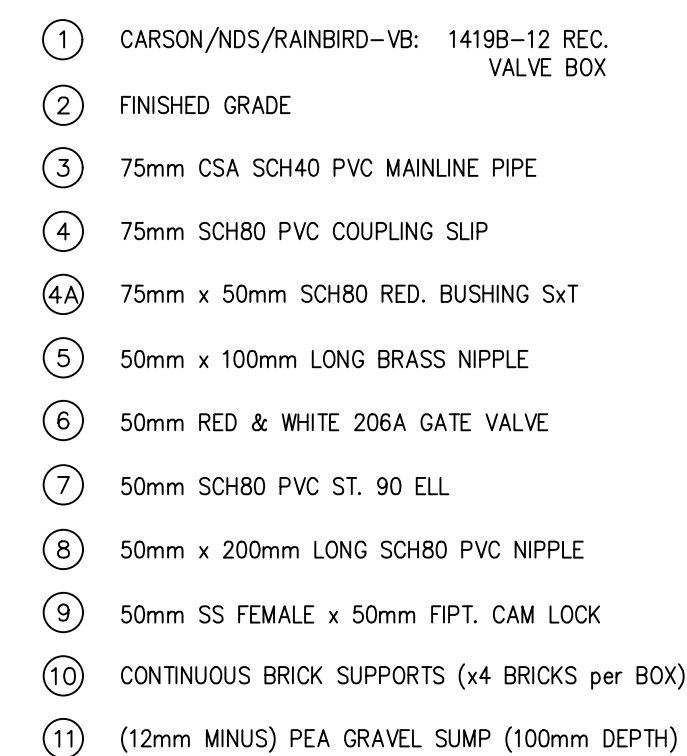 1 CARSON/NDS/RAINBIRD-VB: 1419B-12 REC.
VALVE BOX
2 FINISHED GRADE
3 75mm CSA SCH40 PVC MAINLINE PIPE
4 75mm SCH80 PVC COUPLING SLIP
4A 75mm x 50mm SCH80 RED. BUSHING SxT
5 50mm x 100mm LONG BRASS NIPPLE
6 50mm RED & WHITE 206A GATE VALVE
7 50mm SCH80 PVC ST. 90 ELL
8 50mm x 200mm LONG SCH80 PVC NIPPLE
9 50mm SS FEMALE x 50mm FIPT. CAM LOCK
10 CONTINUOUS BRICK SUPPORTS (x4 BRICKS per BOX)
11 (12mm MINUS) PEA GRAVEL SUMP (100mm DEPTH)